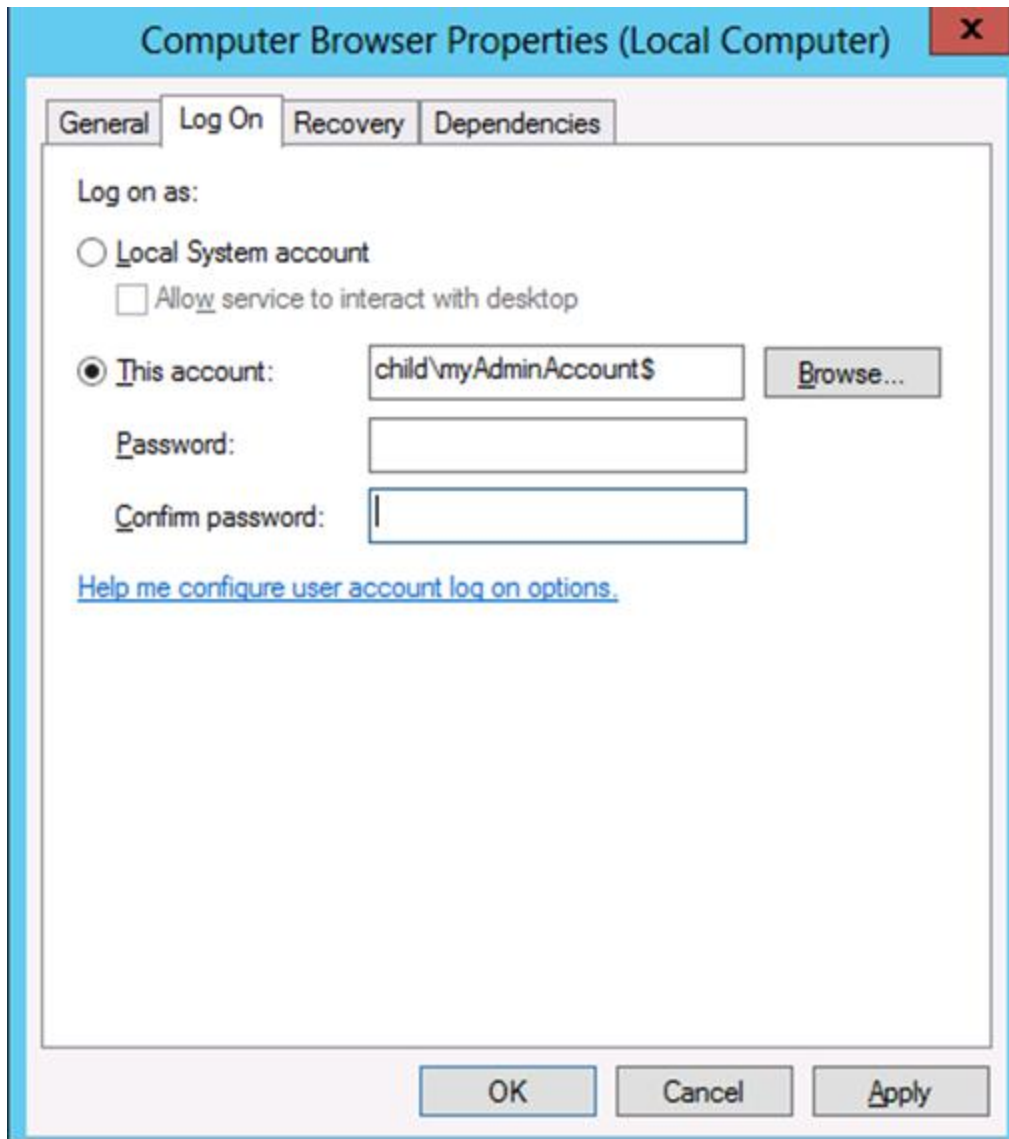 Computer Browser Properties (Local Computer)
x
General Log On Recovery Dependencies
Log on as:
Local System account
Allow service to interact with desktop
This account: child\myAdminAccount$ Browse...
Password:
Confirm password:
Help me configure user account log on options.
OK Cancel Apply